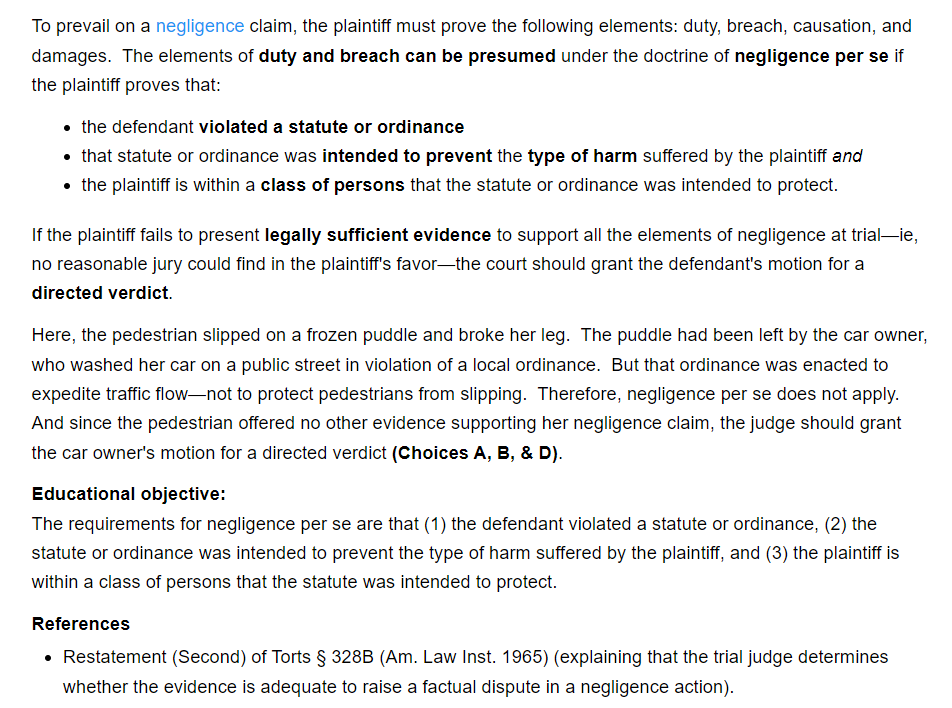 To prevail on a negligence claim, the plaintiff must prove the following elements: duty, breach, causation, and
damages. The elements of duty and breach can be presumed under the doctrine of negligence per se if
the plaintiff proves that:
• the defendant violated a statute or ordinance
• that statute or ordinance was intended to prevent the type of harm suffered by the plaintiff and
• the plaintiff is within a class of persons that the statute or ordinance was intended to protect.
If the plaintiff fails to present legally sufficient evidence to support all the elements of negligence at trial—ie,
no reasonable jury could find in the plaintiff's favor—the court should grant the defendant's motion for a
directed verdict.
Here, the pedestrian slipped on a frozen puddle and broke her leg. The puddle had been left by the car owner,
who washed her car on a public street in violation of a local ordinance. But that ordinance was enacted to
expedite traffic flow—not to protect pedestrians from slipping. Therefore, negligence per se does not apply.
And since the pedestrian offered no other evidence supporting her negligence claim, the judge should grant
the car owner's motion for a directed verdict (Choices A, B, & D).
Educational objective:
The requirements for negligence per se are that (1) the defendant violated a statute or ordinance, (2) the
statute or ordinance was intended to prevent the type of harm suffered by the plaintiff, and (3) the plaintiff is
within a class of persons that the statute was intended to protect.
References
• Restatement (Second) of Torts § 328B (Am. Law Inst. 1965) (explaining that the trial judge determines
whether the evidence is adequate to raise a factual dispute in a negligence action).